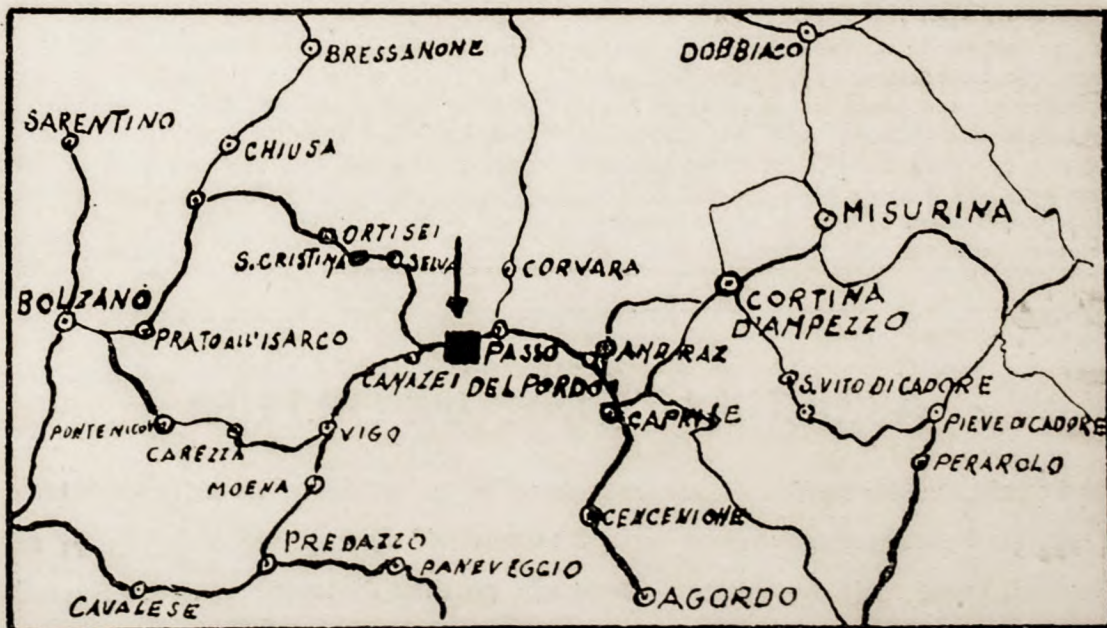 BRESSANONE
DOBBIACO
SARENTINO
CHIUSA
MISURINA
ORTISEI
S. CRISTINA
SELVA
CORVARA
BOLZANO
CORTINA
D'AMPEZZO
PRATO ALL'ISARCO
PASSO
DEL PORDO
ANDRAZ
CANAZEI
S. VITO DI CADORE
CAPRILE
PIEVE DI CADORE
PONTE NOVA
CAREZZA
VIGO
PERAROLO
MOENA
CENCENIGHE
PREDAZZO
PANEVEGGIO
CAVALESE
AGORDO